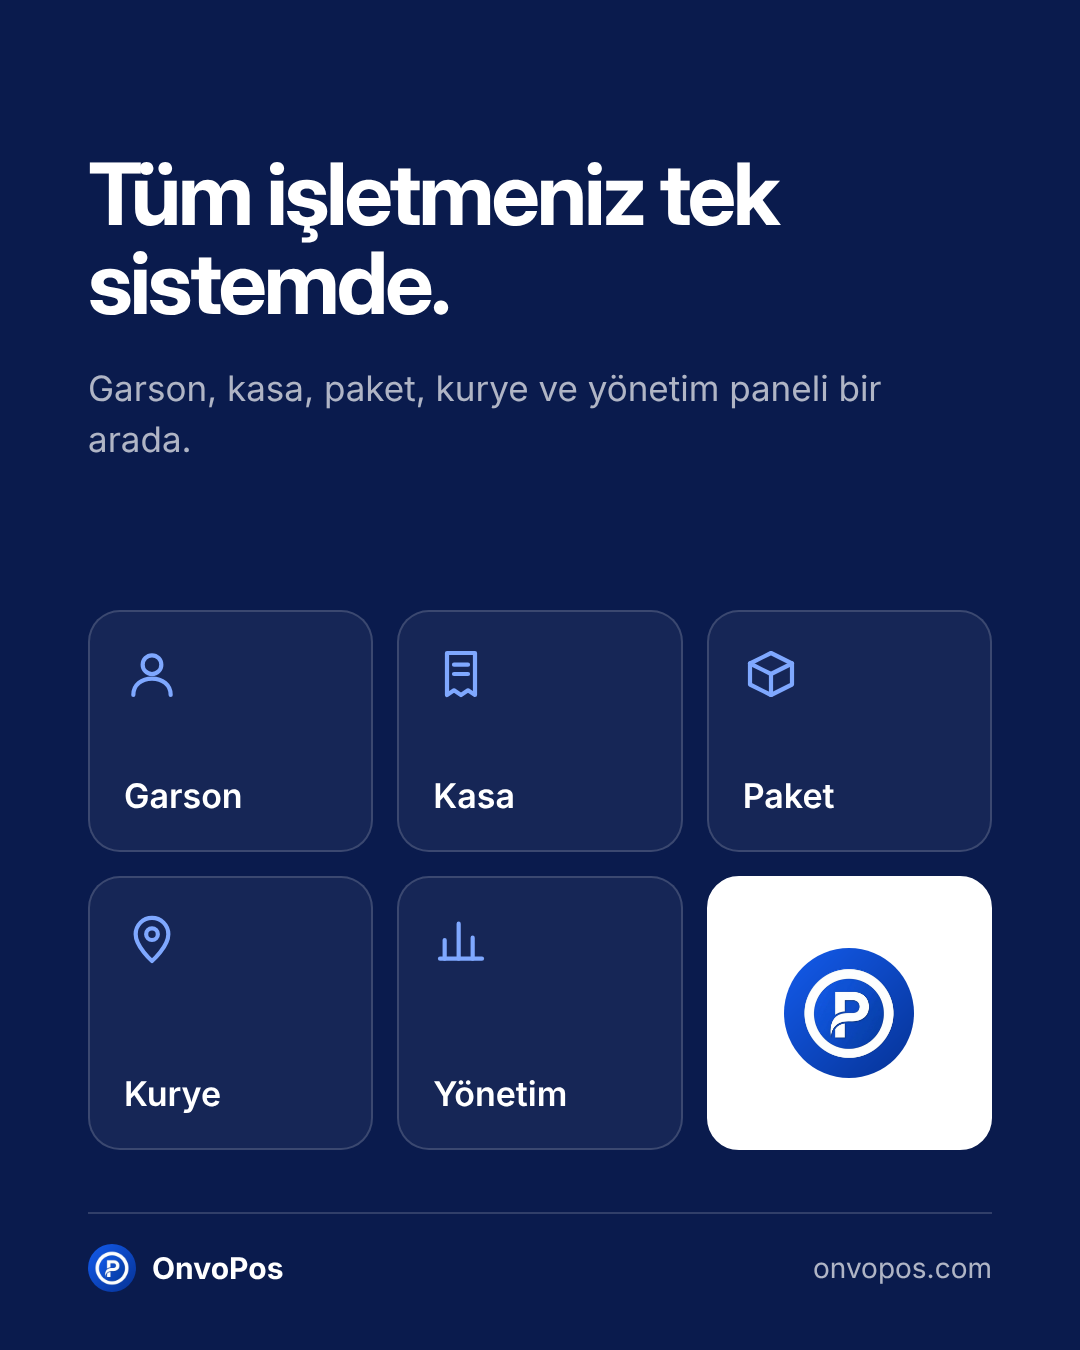 Tüm işletmeniz tek
sistemde.
Garson, kasa, paket, kurye ve yönetim paneli bir
arada.
Garson
Kasa
Paket
Kurye
Yönetim
P
P
OnvoPos
onvopos.com